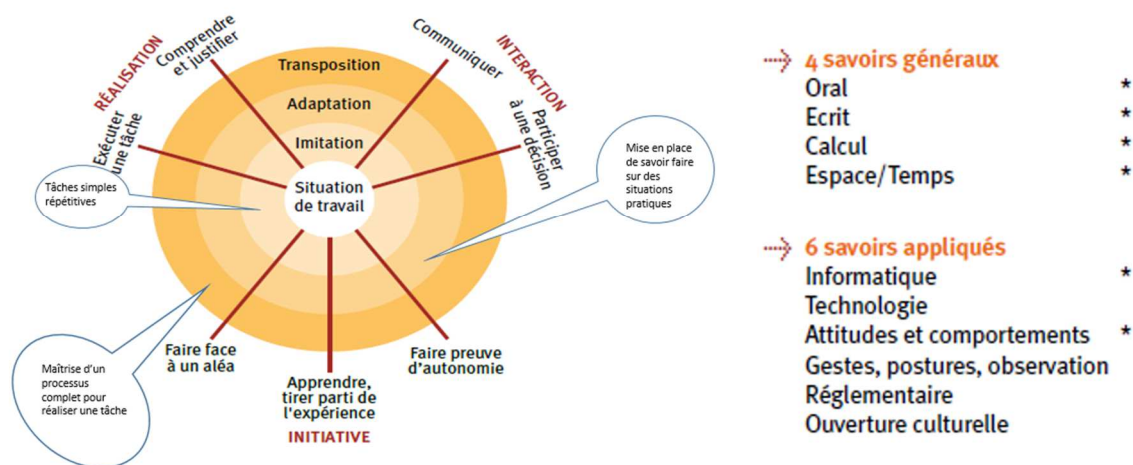 RÉALISATION
Comprendre
et justifier
Exécuter
une tâche
Communiquer
INTERACTION
Participer
à une décision
Transposition
Adaptation
Imitation
Situation
de travail
Tâches simples
répétitives
Mise en place
de savoir faire
sur des
situations
pratiques
Maîtrise d'un
processus
complet pour
réaliser une tâche
Faire face
à un aléa
Apprendre,
tirer parti de
l'expérience
INITIATIVE
Faire preuve
d'autonomie
4 savoirs généraux
Oral *
Ecrit *
Calcul *
Espace/Temps *
6 savoirs appliqués
Informatique *
Technologie
Attitudes et comportements *
Gestes, postures, observation
Réglementaire
Ouverture culturelle